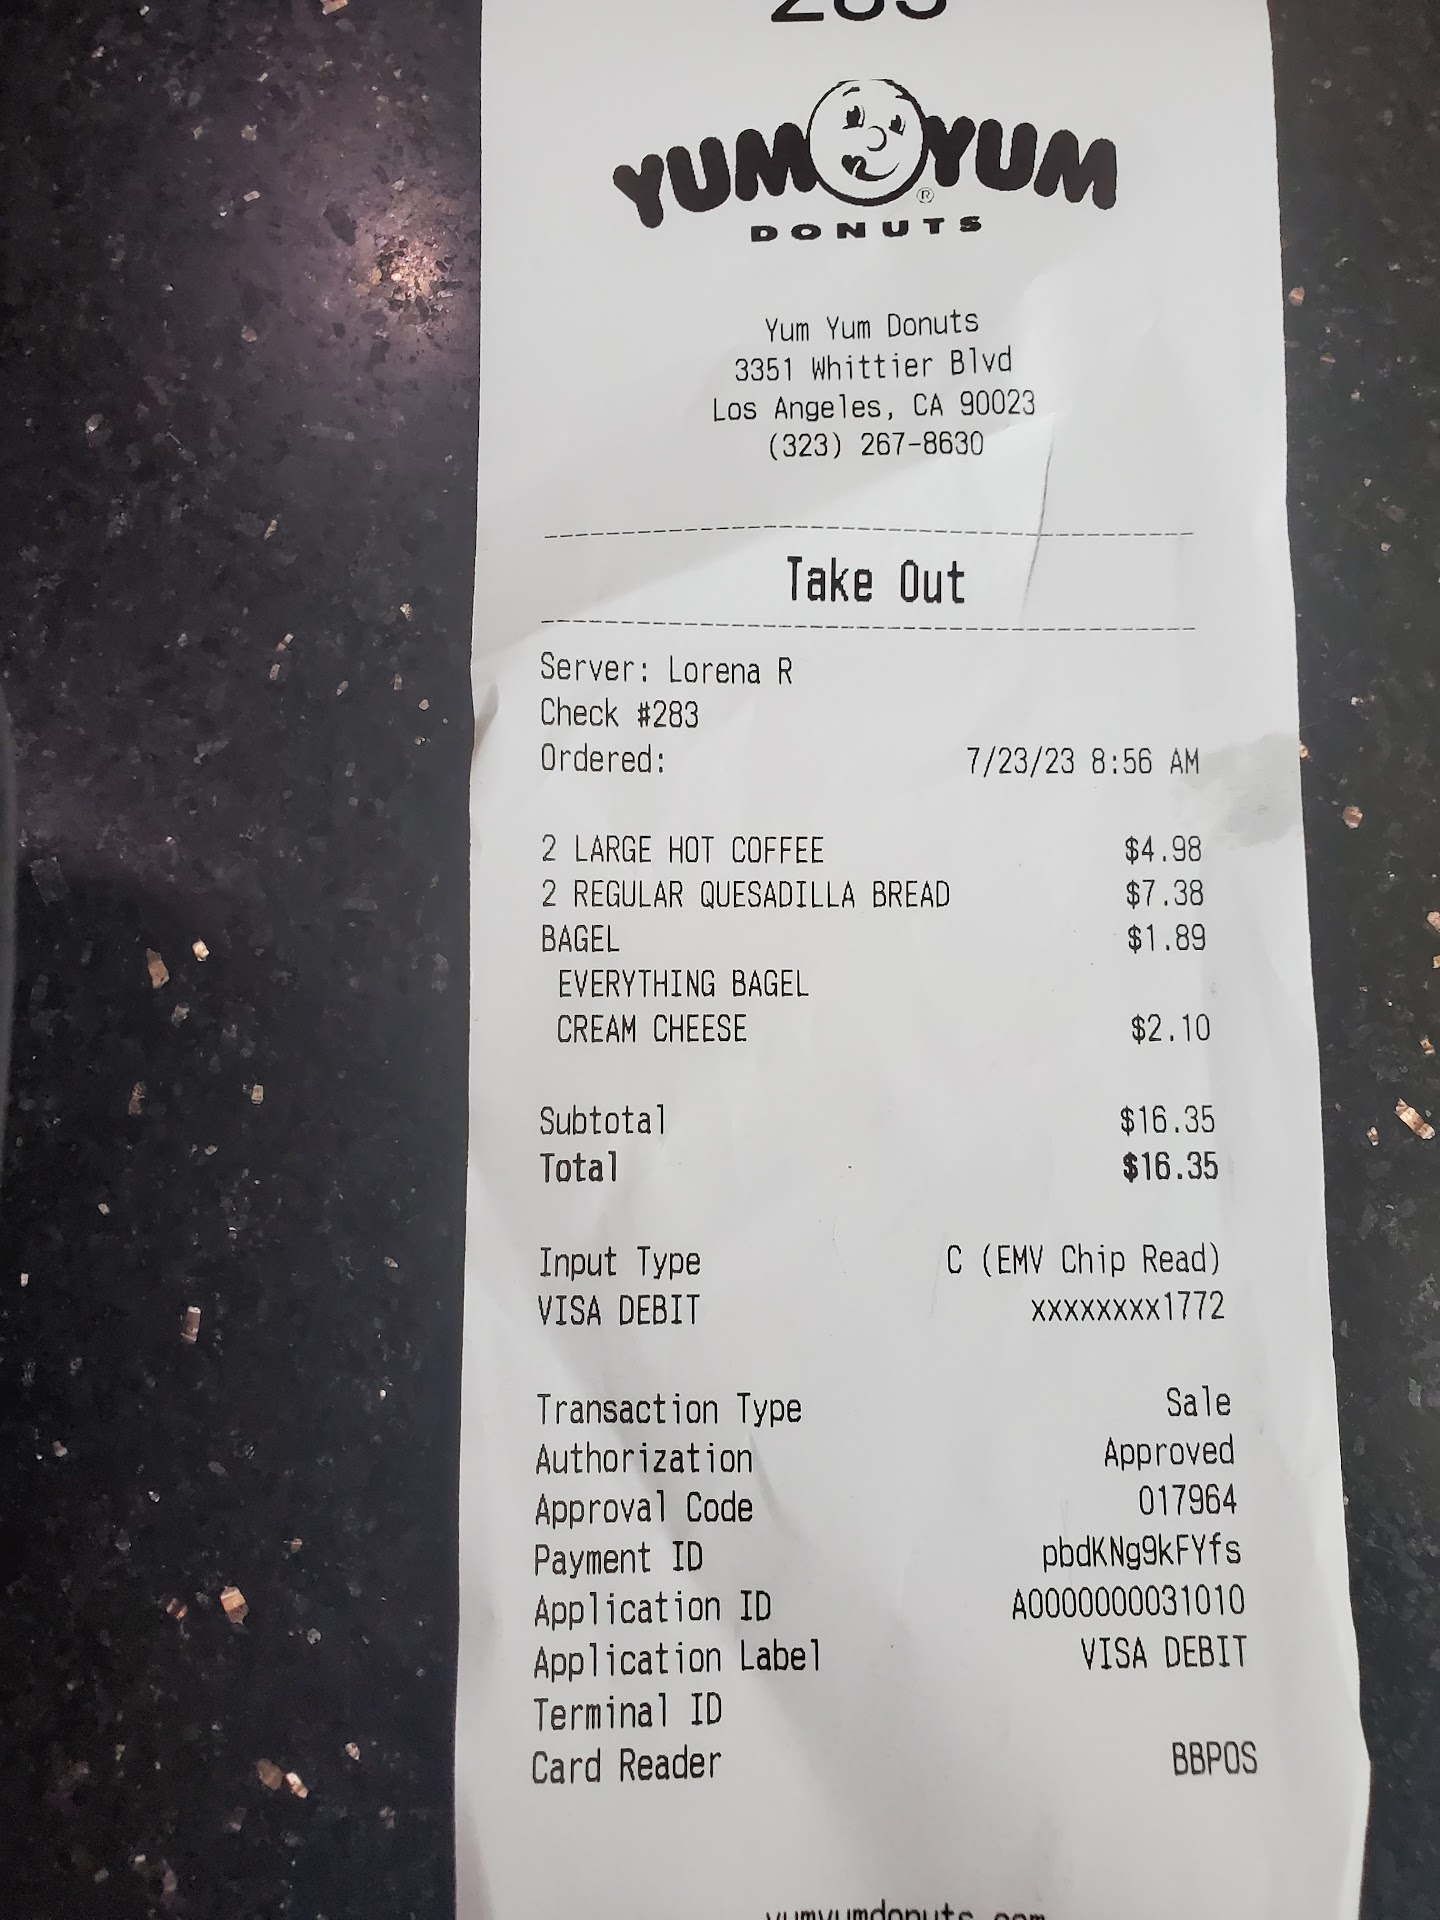 283
YUM YUM ®
DONUTS
Yum Yum Donuts
3351 Whittier Blvd
Los Angeles, CA 90023
(323) 267-8630
Take Out
Server: Lorena R
Check #283
Ordered: 7/23/23 8:56 AM
2 LARGE HOT COFFEE $4.98
2 REGULAR QUESADILLA BREAD $7.38
BAGEL $1.89
EVERYTHING BAGEL
CREAM CHEESE $2.10
Subtotal $16.35
Total $16.35
Input Type C (EMV Chip Read)
VISA DEBIT xxxxxxxx1772
Transaction Type Sale
Authorization Approved
Approval Code 017964
Payment ID pbdKNg9kFYfs
Application ID A0000000031010
Application Label VISA DEBIT
Terminal ID
Card Reader BBPOS
yumyumdonuts.com